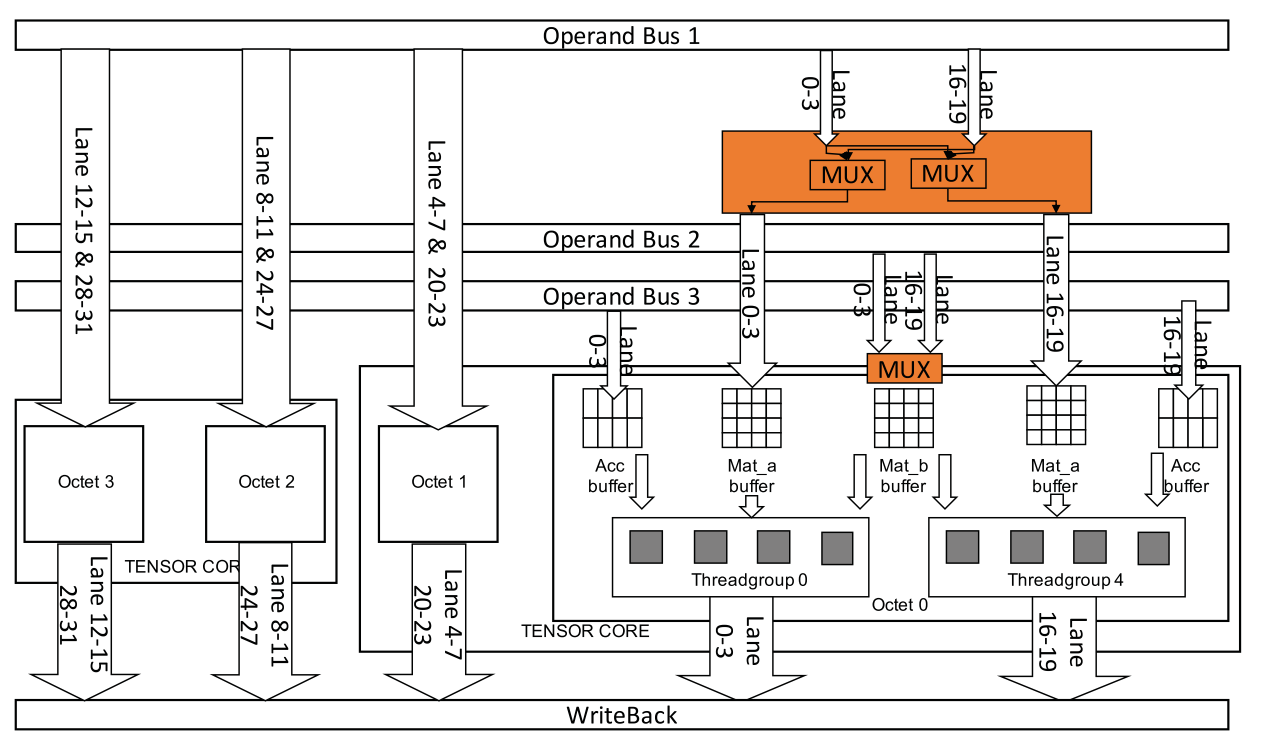 Operand Bus 1
Lane
0-3
Lane
16-19
MUX
MUX
Lane 12-15 & 28-31
Lane 8-11 & 24-27
Lane 4-7 & 20-23
Operand Bus 2
Operand Bus 3
Lane
0-3
Lane 0-3
Lane
0-3
Lane
16-19
Lane 16-19
Lane
16-19
MUX
Octet 3
Octet 2
Octet 1
Acc
buffer
Mat_a
buffer
Mat_b
buffer
Mat_a
buffer
Acc
buffer
Threadgroup 0
Threadgroup 4
Octet 0
TENSOR COR
TENSOR CORE
Lane 12-15
28-31
Lane 8-11
24-27
Lane 4-7
20-23
Lane
0-3
Lane
16-19
WriteBack